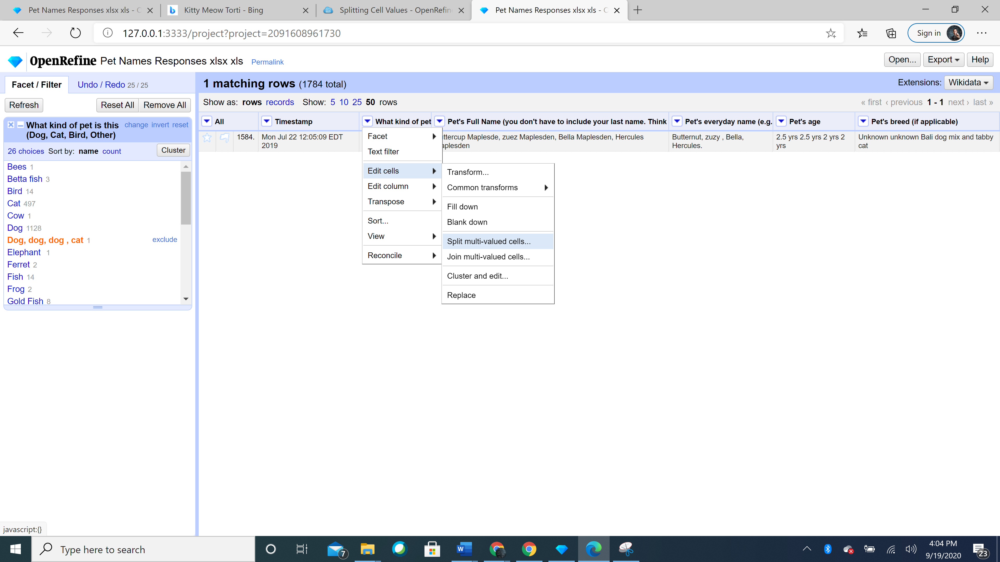 Pet Names Responses xlsx xls - O
Kitty Meow Torti - Bing
Splitting Cell Values - OpenRefin
Pet Names Responses xlsx xls - O
127.0.0.1:3333/project?project=2091608961730
Sign in
OpenRefine Pet Names Responses xlsx xls Permalink
Open... Export Help
Facet / Filter Undo / Redo 25 / 25
1 matching rows (1784 total)
Extensions: Wikidata
Refresh Reset All Remove All
Show as: rows records Show: 5 10 25 50 rows
« first ‹ previous 1 - 1 next › last »
What kind of pet is this change invert reset
(Dog, Cat, Bird, Other)
26 choices Sort by: name count Cluster
Bees 1
Betta fish 3
Bird 14
Cat 497
Cow 1
Dog 1128
Dog, dog, dog , cat 1 exclude
Elephant 1
Ferret 2
Fish 14
Frog 2
Gold Fish 8
All Timestamp What kind of pet Pet's Full Name (you don't have to include your last name. Think Pet's everyday name (e.g. Pet's age Pet's breed (if applicable)
1584. Mon Jul 22 12:05:09 EDT ttercup Maplesde, zuez Maplesden, Bella Maplesden, Hercules Butternut, zuzy , Bella, 2.5 yrs 2.5 yrs 2 yrs 2 Unknown unknown Bali dog mix and tabby
2019 aplesden Hercules. yrs cat
Facet
Text filter
Edit cells
Edit column
Transpose
Sort...
View
Reconcile
Transform...
Common transforms
Fill down
Blank down
Split multi-valued cells...
Join multi-valued cells...
Cluster and edit...
Replace
javascript:{}
Type here to search
7
W
4:04 PM
9/19/2020
23